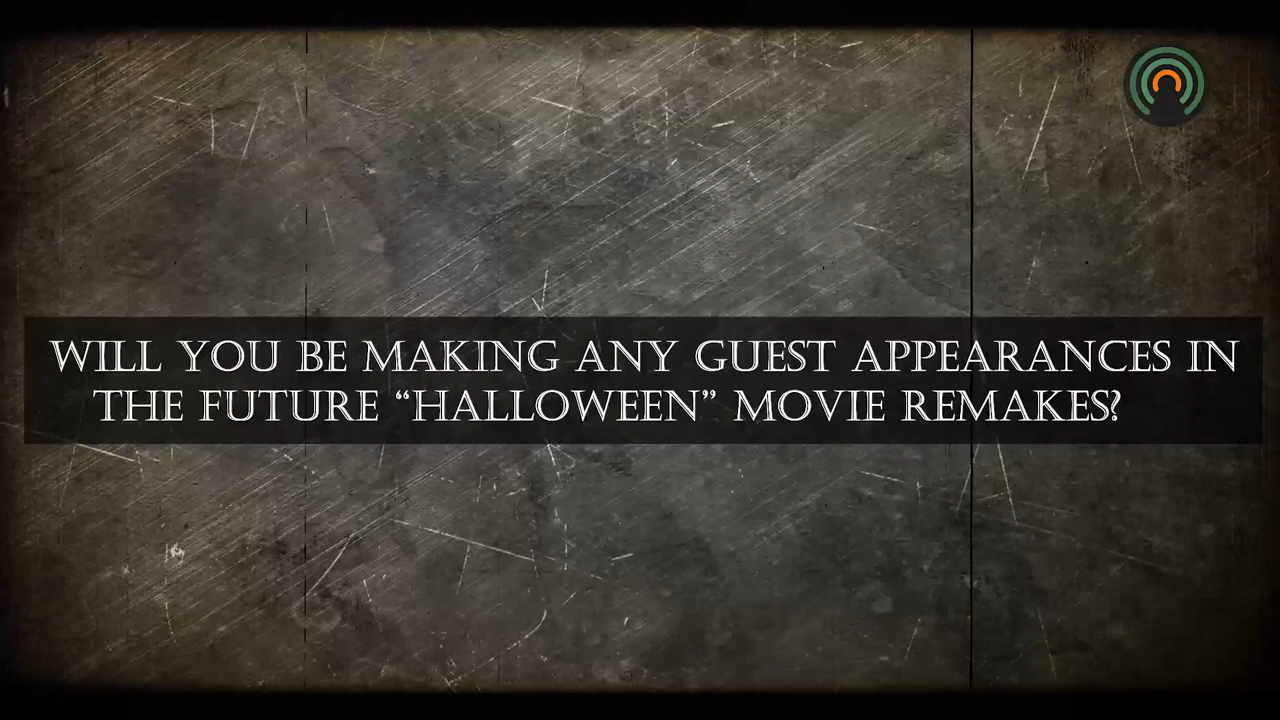 WILL YOU BE MAKING ANY GUEST APPEARANCES IN
THE FUTURE “HALLOWEEN” MOVIE REMAKES?